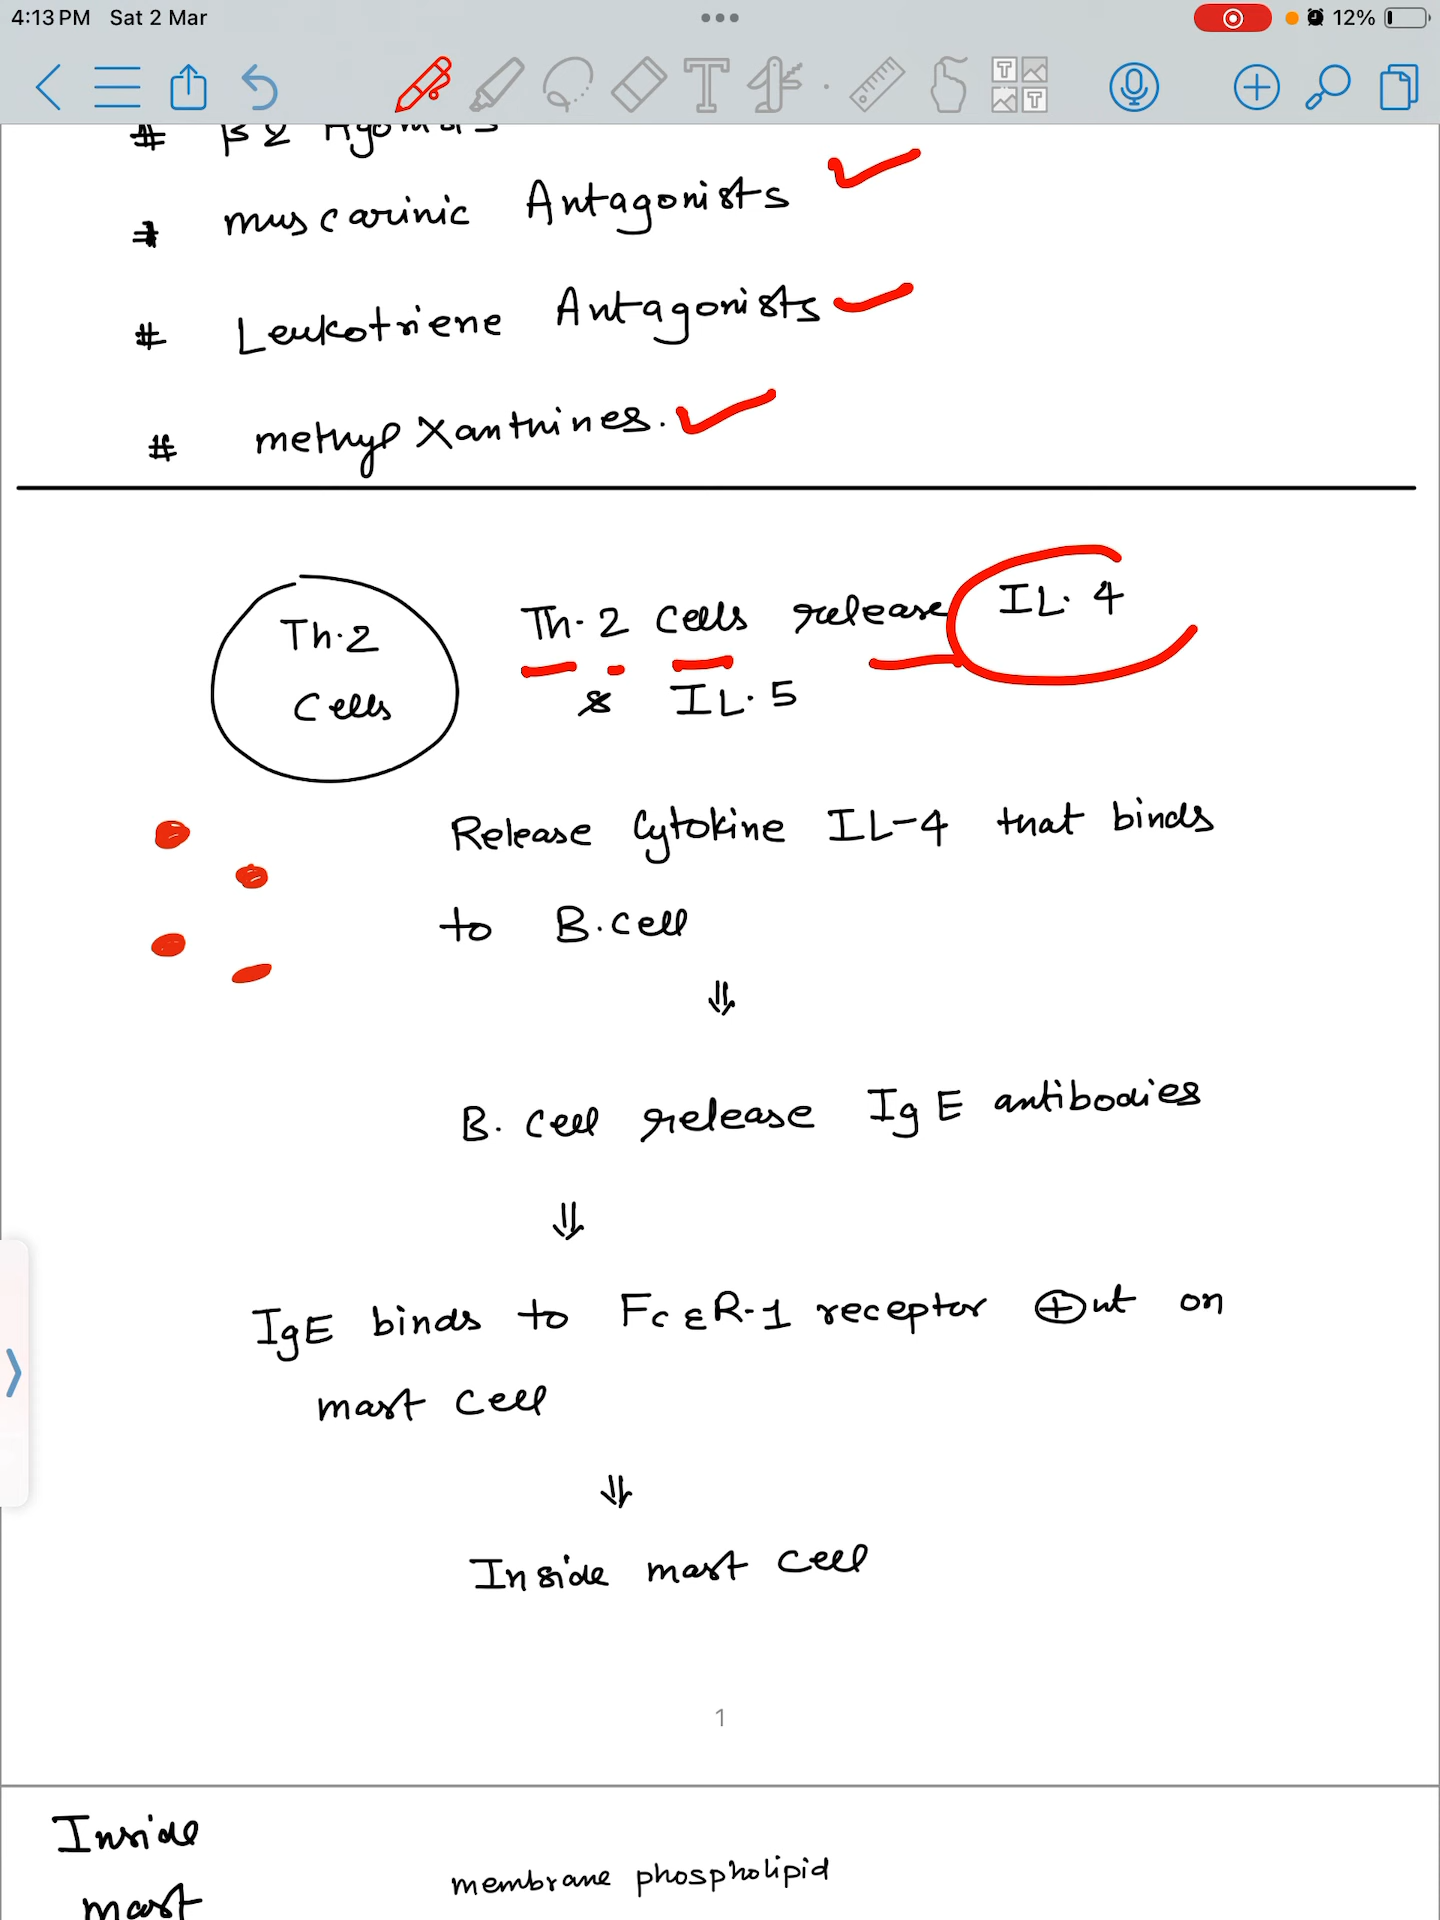 4:13 PM Sat 2 Mar
12%
# β2 Agonists
# muscarinic Antagonists
# Leukotriene Antagonists
# methyl Xanthines.
Th-2
Cells
Th-2 Cells release IL-4
& IL-5
Release Cytokine IL-4 that binds
to B.cell
⇓
B. cell release IgE antibodies
⇓
IgE binds to FcεR-1 receptor ⊕nt on
mast cell
⇓
Inside mast cell
1
Inside
mast
membrane phospholipid